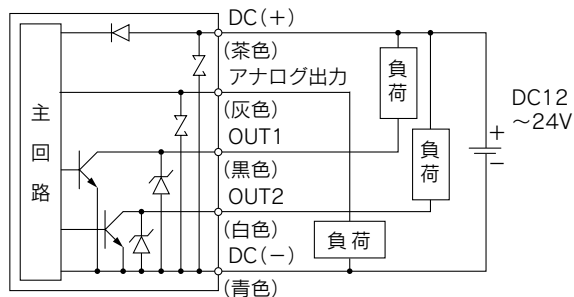 DC(+)
(茶色)
アナログ出力
(灰色)
OUT1
(黒色)
OUT2
(白色)
DC(−)
(青色)
主回路
負荷
負荷
負荷
DC12
～24V
+
−